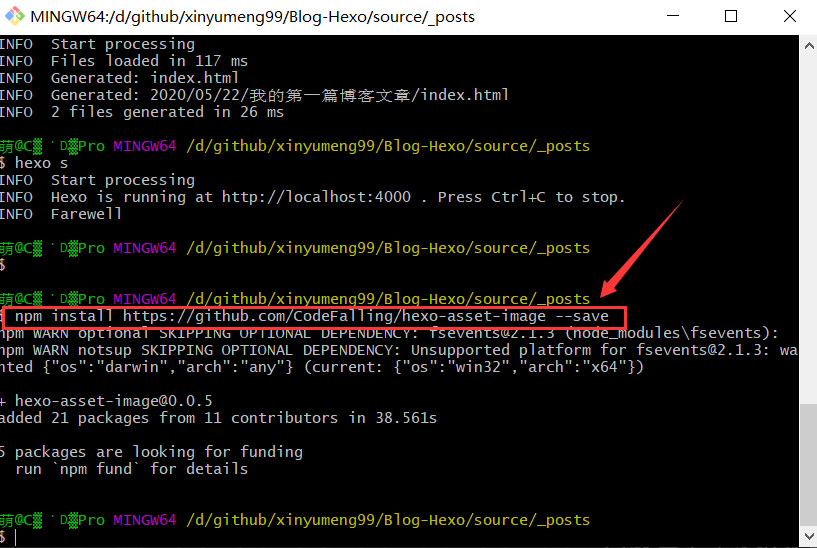 MINGW64:/d/github/xinyumeng99/Blog-Hexo/source/_posts
INFO  Start processing
INFO  Files loaded in 117 ms
INFO  Generated: index.html
INFO  Generated: 2020/05/22/我的第一篇博客文章/index.html
INFO  2 files generated in 26 ms
萌@C Pro MINGW64 /d/github/xinyumeng99/Blog-Hexo/source/_posts
$ hexo s
INFO  Start processing
INFO  Hexo is running at http://localhost:4000 . Press Ctrl+C to stop.
INFO  Farewell
萌@C Pro MINGW64 /d/github/xinyumeng99/Blog-Hexo/source/_posts
$
萌@C Pro MINGW64 /d/github/xinyumeng99/Blog-Hexo/source/_posts
npm install https://github.com/CodeFalling/hexo-asset-image --save
npm WARN optional SKIPPING OPTIONAL DEPENDENCY: fsevents@2.1.3 (node_modules\fsevents):
npm WARN notsup SKIPPING OPTIONAL DEPENDENCY: Unsupported platform for fsevents@2.1.3: wa
nted {"os":"darwin","arch":"any"} (current: {"os":"win32","arch":"x64"})
+ hexo-asset-image@0.0.5
added 21 packages from 11 contributors in 38.561s
5 packages are looking for funding
run `npm fund` for details
萌@C Pro MINGW64 /d/github/xinyumeng99/Blog-Hexo/source/_posts
$